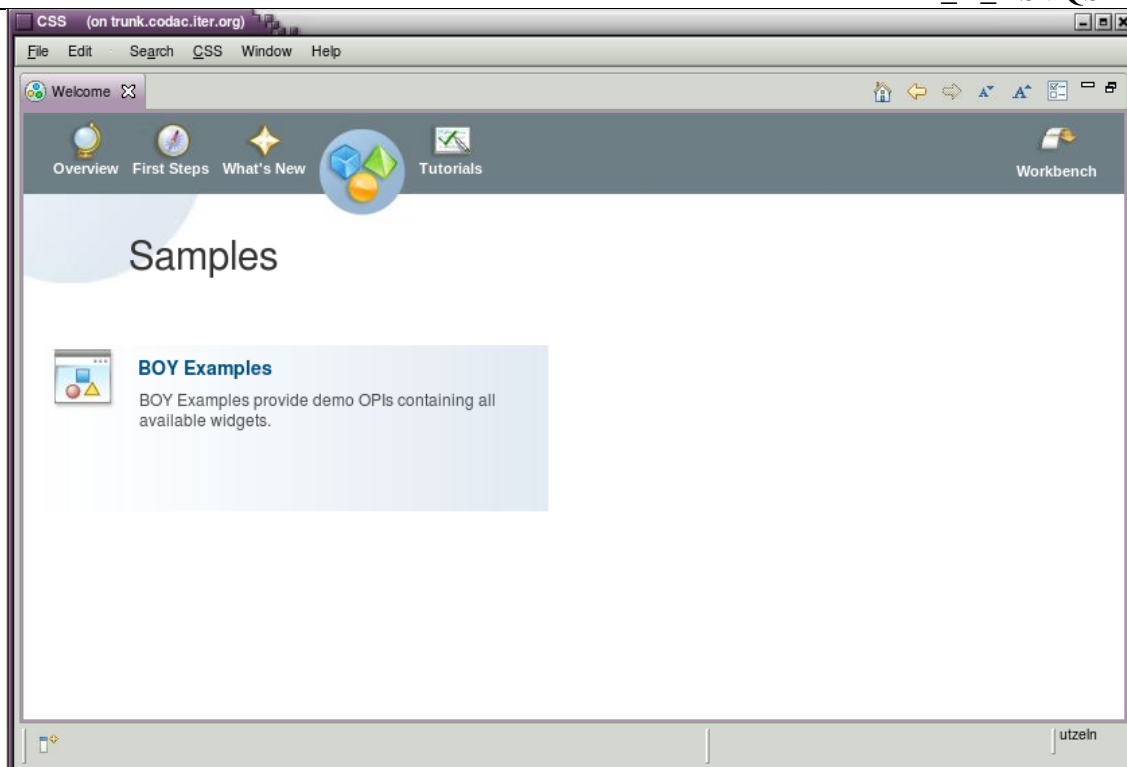 CSS (on trunk.codac.iter.org)
File Edit Search CSS Window Help
Welcome
Overview First Steps What's New Tutorials Workbench
Samples
BOY Examples
BOY Examples provide demo OPIs containing all
available widgets.
utzeln